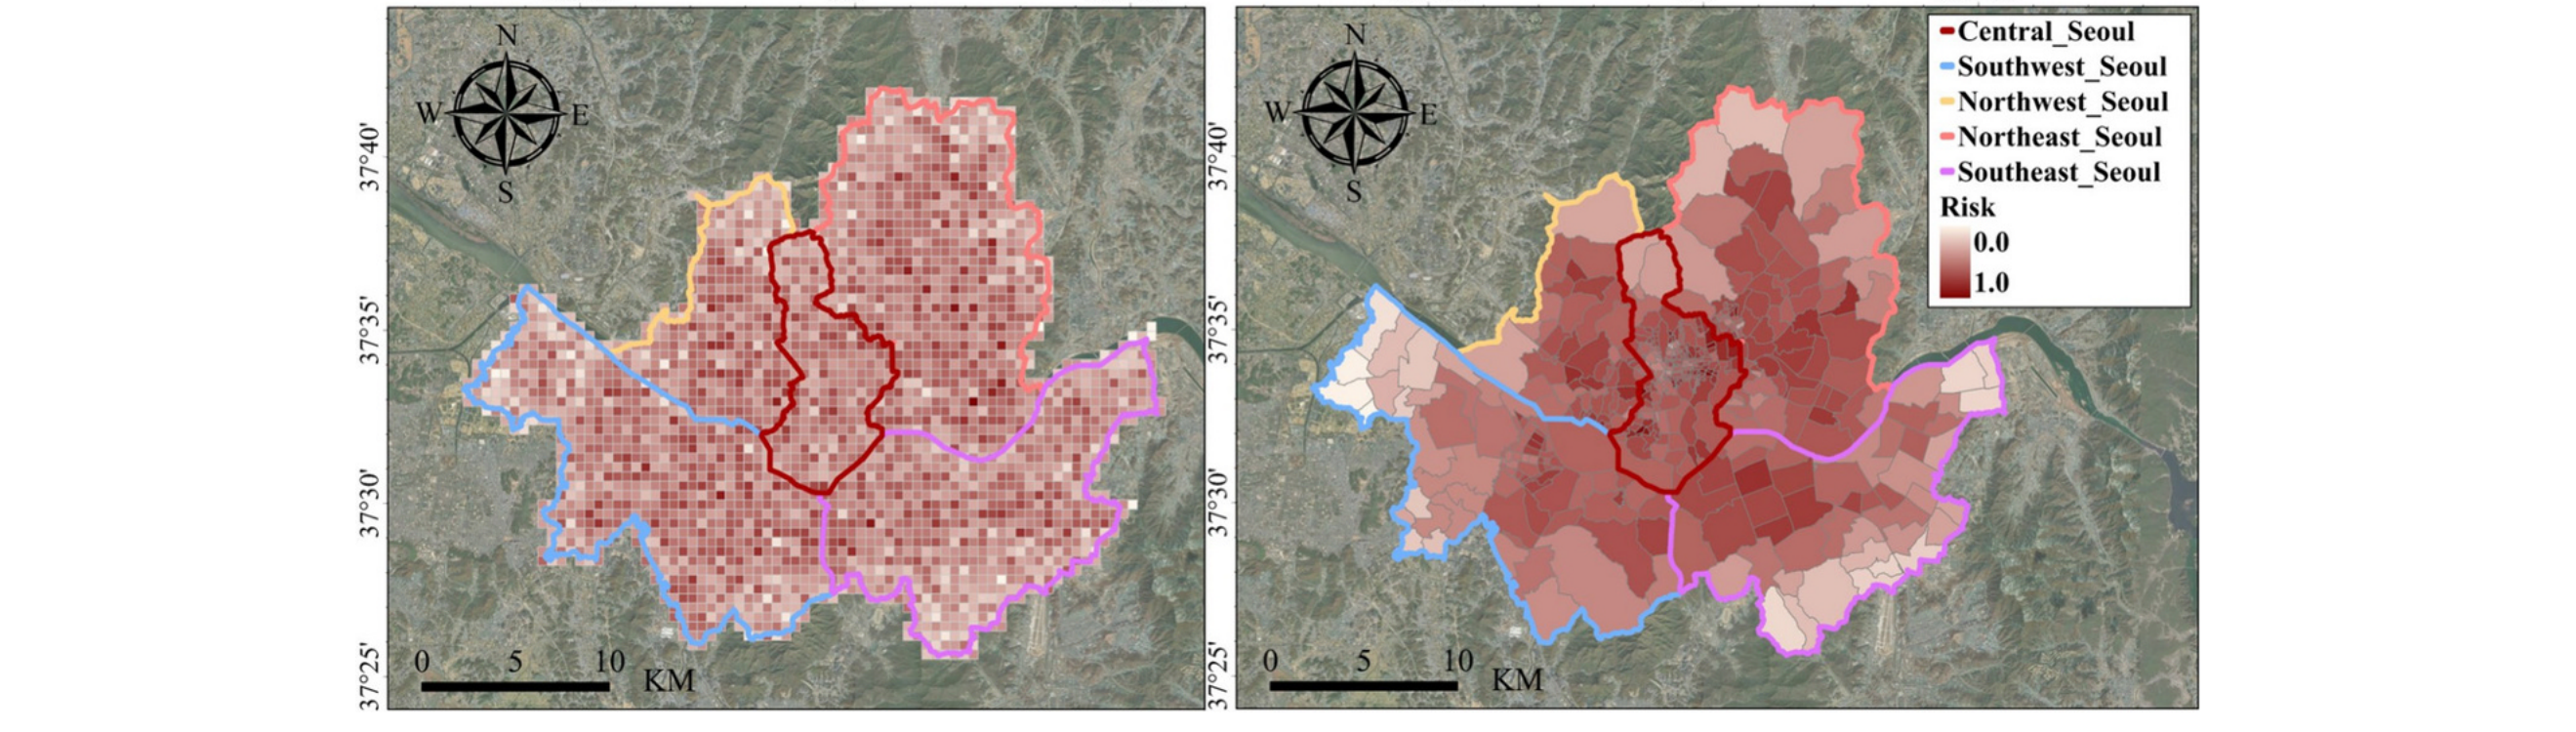 N
W E
S
37°40'
37°35'
37°30'
37°25'
0 5 10 KM
N
W E
S
37°40'
37°35'
37°30'
37°25'
0 5 10 KM
Central_Seoul
Southwest_Seoul
Northwest_Seoul
Northeast_Seoul
Southeast_Seoul
Risk
0.0
1.0